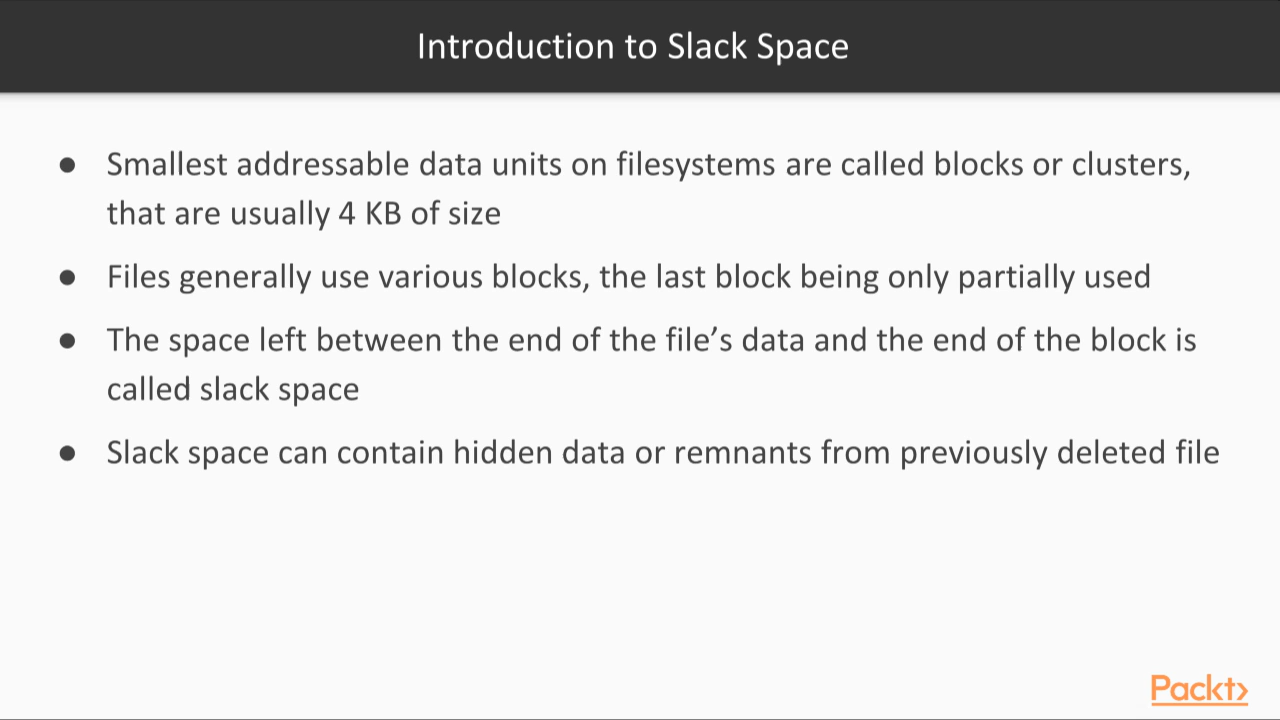 Introduction to Slack Space
● Smallest addressable data units on filesystems are called blocks or clusters,
that are usually 4 KB of size
● Files generally use various blocks, the last block being only partially used
● The space left between the end of the file’s data and the end of the block is
called slack space
● Slack space can contain hidden data or remnants from previously deleted file
Packt>